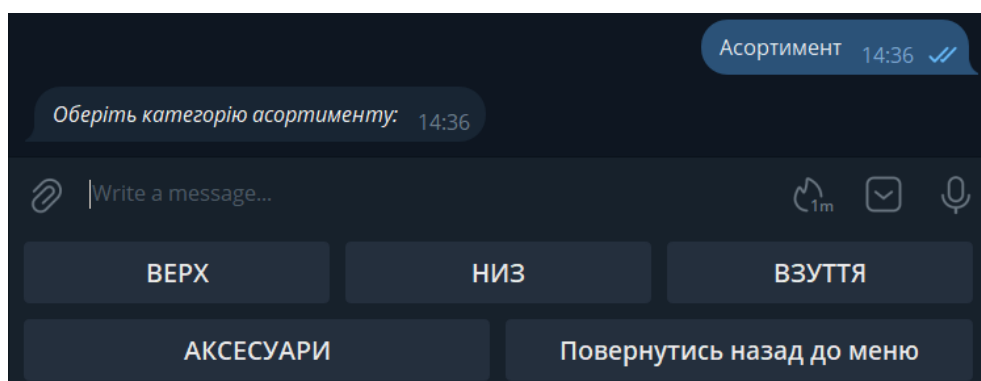 Асортимент 14:36
Оберіть категорію асортименту: 14:36
Write a message... 1m
ВЕРХ НИЗ ВЗУТТЯ
АКСЕСУАРИ Повернутись назад до меню